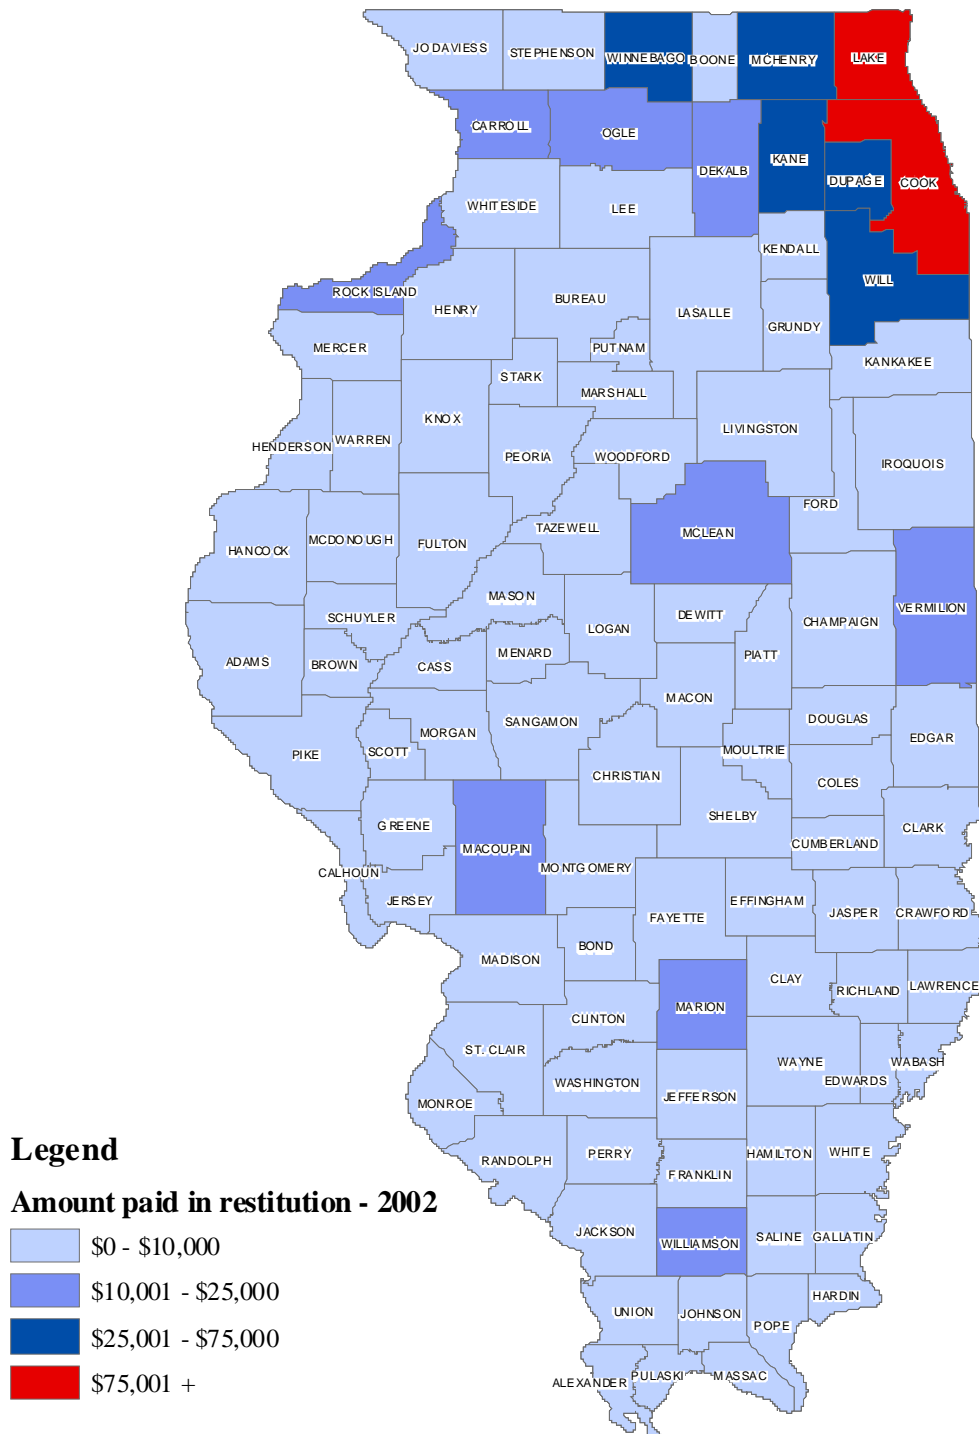 JO DAVIESS
STEPHENSON
WINNEBAGO
BOONE
MCHENRY
LAKE
CARROLL
OGLE
DEKALB
KANE
DUPAGE
COOK
WHITESIDE
LEE
KENDALL
WILL
ROCK ISLAND
HENRY
BUREAU
LASALLE
GRUNDY
MERCER
PUTNAM
KANKAKEE
STARK
MARSHALL
KNOX
HENDERSON
WARREN
PEORIA
WOODFORD
LIVINGSTON
IROQUOIS
FORD
HANCOCK
MCDONOUGH
FULTON
TAZEWELL
MCLEAN
MASON
SCHUYLER
LOGAN
DEWITT
CHAMPAIGN
VERMILION
ADAMS
BROWN
CASS
MENARD
PIATT
MACON
PIKE
SCOTT
MORGAN
SANGAMON
MOULTRIE
DOUGLAS
EDGAR
CHRISTIAN
COLES
SHELBY
GREENE
MACOUPIN
CUMBERLAND
CLARK
CALHOUN
MONTGOMERY
JERSEY
FAYETTE
EFFINGHAM
JASPER
CRAWFORD
MADISON
BOND
CLAY
RICHLAND
LAWRENCE
MARION
CLINTON
ST. CLAIR
WASHINGTON
WAYNE
EDWARDS
WABASH
MONROE
JEFFERSON
RANDOLPH
PERRY
FRANKLIN
HAMILTON
WHITE
JACKSON
WILLIAMSON
SALINE
GALLATIN
HARDIN
UNION
JOHNSON
POPE
ALEXANDER
PULASKI
MASSAC
Legend
Amount paid in restitution - 2002
$0 - $10,000
$10,001 - $25,000
$25,001 - $75,000
$75,001 +